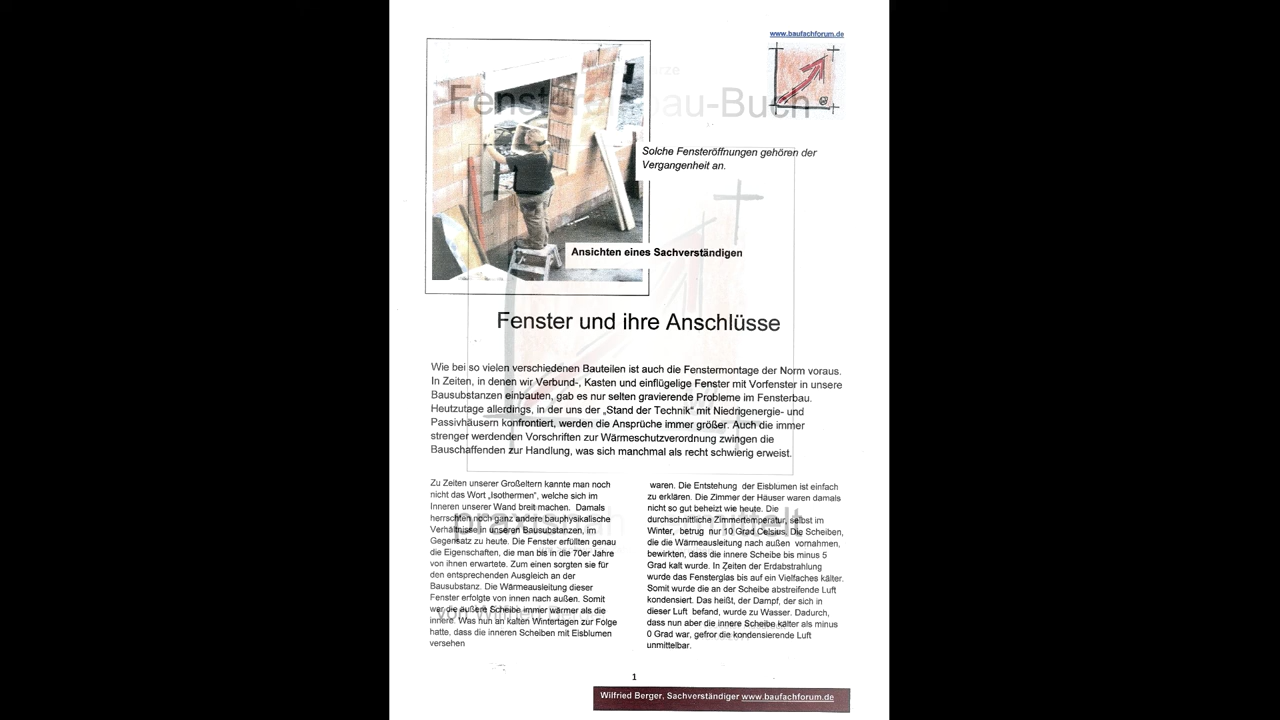 www.baufachforum.de
Fenster bau-Buch
Solche Fensteröffnungen gehören der
Vergangenheit an.
Ansichten eines Sachverständigen
Fenster und ihre Anschlüsse
Wie bei so vielen verschiedenen Bauteilen ist auch die Fenstermontage der Norm voraus.
In Zeiten, in denen wir Verbund-, Kasten und einflügelige Fenster mit Vorfenster in unsere
Bausubstanzen einbauten, gab es nur selten gravierende Probleme im Fensterbau.
Heutzutage allerdings, in der uns der „Stand der Technik“ mit Niedrigenergie- und
Passivhäusern konfrontiert, werden die Ansprüche immer größer. Auch die immer
strenger werdenden Vorschriften zur Wärmeschutzverordnung zwingen die
Bauschaffenden zur Handlung, was sich manchmal als recht schwierig erweist.
Zu Zeiten unserer Großeltern kannte man noch
nicht das Wort „Isothermen“, welche sich im
Inneren unserer Wand breit machen. Damals
herrschten noch ganz andere bauphysikalische
Verhältnisse in unseren Bausubstanzen, im
Gegensatz zu heute. Die Fenster erfüllten genau
die Eigenschaften, die man bis in die 70er Jahre
von ihnen erwartete. Zum einen sorgten sie für
den entsprechenden Ausgleich an der
Bausubstanz. Die Wärmeausleitung dieser
Fenster erfolgte von innen nach außen. Somit
war die äußere Scheibe immer wärmer als die
innere. Was nun an kalten Wintertagen zur Folge
hatte, dass die inneren Scheiben mit Eisblumen
versehen
waren. Die Entstehung der Eisblumen ist einfach
zu erklären. Die Zimmer der Häuser waren damals
nicht so gut beheizt wie heute. Die
durchschnittliche Zimmertemperatur, selbst im
Winter, betrug nur 10 Grad Celsius. Die Scheiben,
die die Wärmeausleitung nach außen vornahmen,
bewirkten, dass die innere Scheibe bis minus 5
Grad kalt wurde. In Zeiten der Erdabstrahlung
wurde das Fensterglas bis auf ein Vielfaches kälter.
Somit wurde die an der Scheibe abstreifende Luft
kondensiert. Das heißt, der Dampf, der sich in
dieser Luft befand, wurde zu Wasser. Dadurch,
dass nun aber die innere Scheibe kälter als minus
0 Grad war, gefror die kondensierende Luft
unmittelbar.
1
Wilfried Berger, Sachverständiger www.baufachforum.de